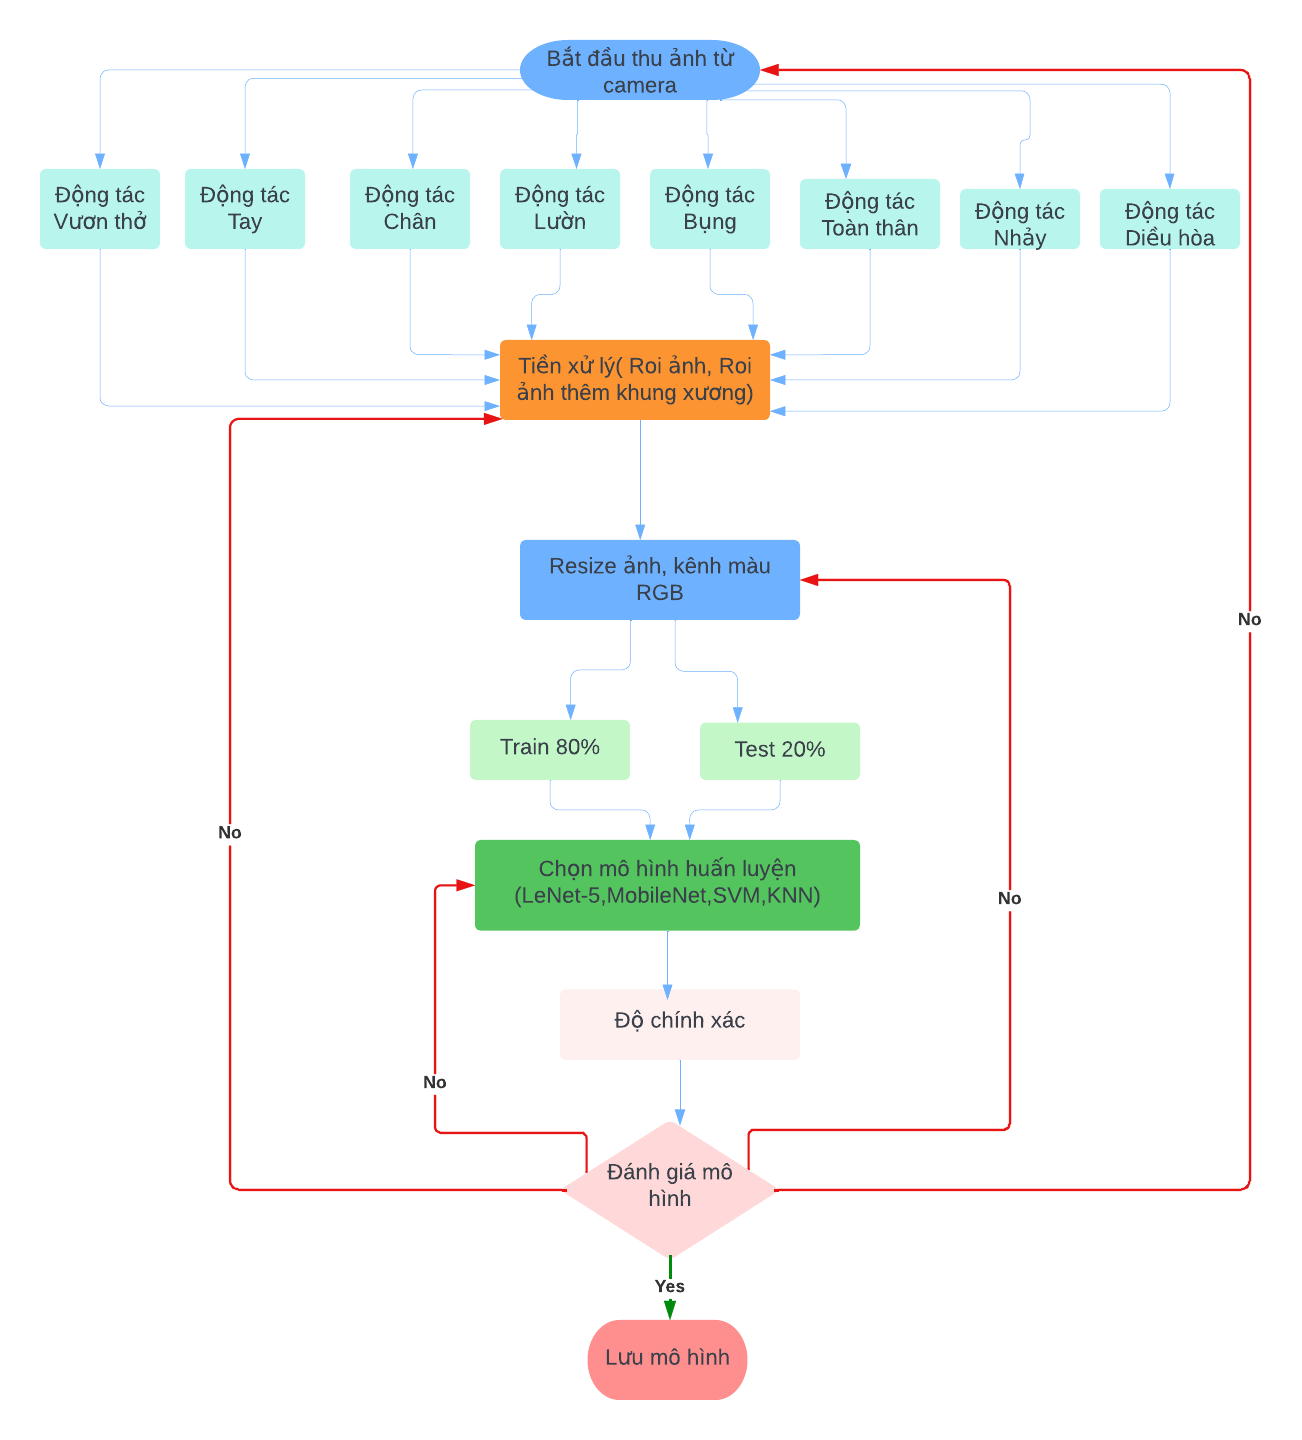 Bắt đầu thu ảnh từ
camera
Động tác
Vươn thở
Động tác
Tay
Động tác
Chân
Động tác
Lườn
Động tác
Bụng
Động tác
Toàn thân
Động tác
Nhảy
Động tác
Diều hòa
Tiền xử lý( Roi ảnh, Roi
ảnh thêm khung xương)
Resize ảnh, kênh màu
RGB
No
Train 80%
Test 20%
No
Chọn mô hình huấn luyện
(LeNet-5,MobileNet,SVM,KNN)
No
Độ chính xác
No
Đánh giá mô
hình
Yes
Lưu mô hình